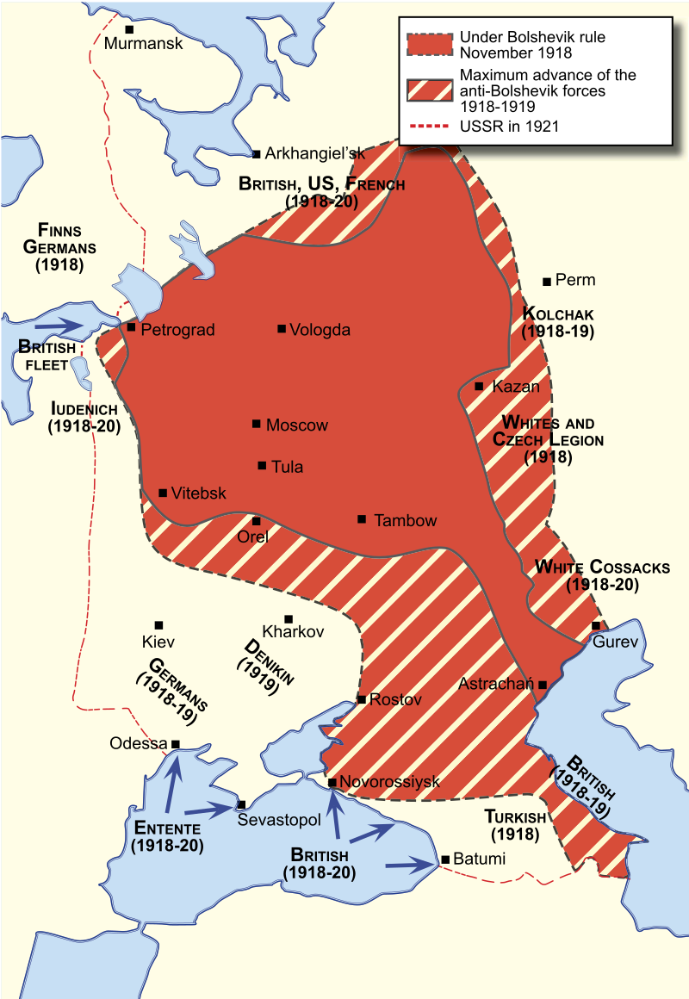 Murmansk
Under Bolshevik rule
November 1918
Maximum advance of the
anti-Bolshevik forces
1918-1919
USSR in 1921
Arkhangiel'sk
British, US, French
(1918-20)
Finns
Germans
(1918)
Perm
Kolchak
(1918-19)
Petrograd
Vologda
British
fleet
Iudenich
(1918-20)
Kazan
Moscow
Whites and
Czech Legion
(1918)
Tula
Vitebsk
Tambow
Orel
White Cossacks
(1918-20)
Kiev
Kharkov
Gurev
Germans
(1918-19)
Denikin
(1919)
Astrachań
Rostov
Odessa
Novorossiysk
British
(1918-19)
Sevastopol
Entente
(1918-20)
Turkish
(1918)
British
(1918-20)
Batumi